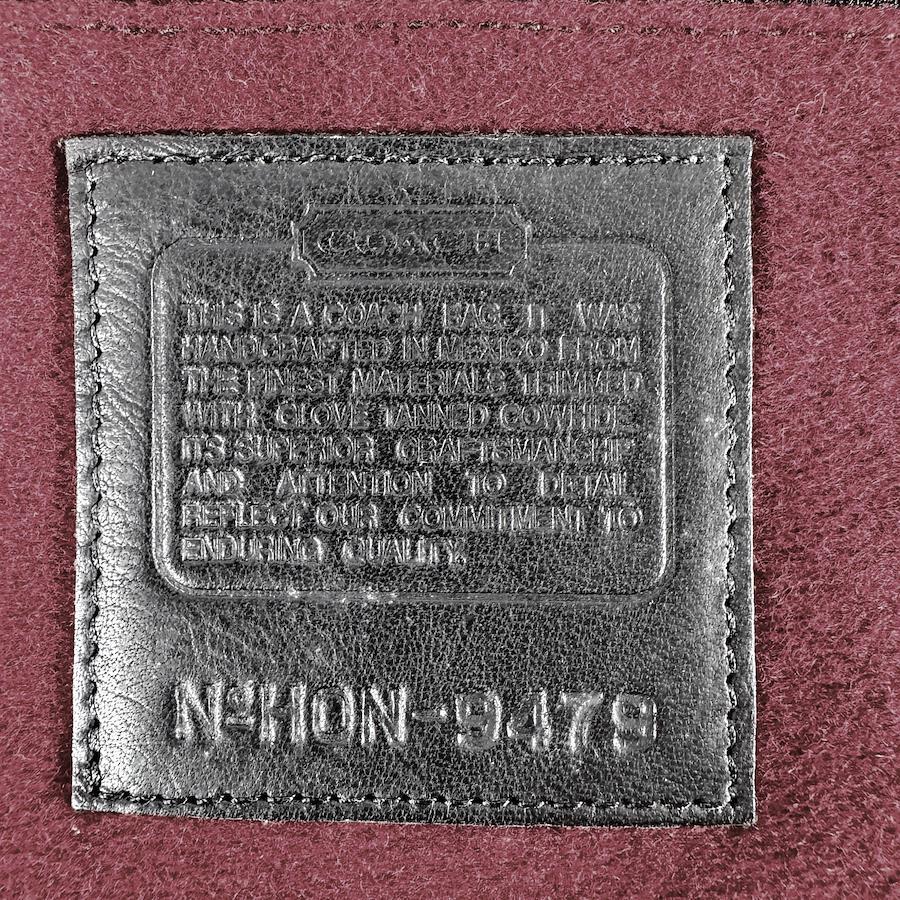 COACH
THIS IS A COACH BAG. IT WAS
HANDCRAFTED IN MEXICO FROM
THE FINEST MATERIALS TRIMMED
WITH GLOVE TANNED COWHIDE.
ITS SUPERIOR CRAFTSMANSHIP
AND ATTENTION TO DETAIL
REFLECT OUR COMMITMENT TO
ENDURING QUALITY.
Nº HON-9479